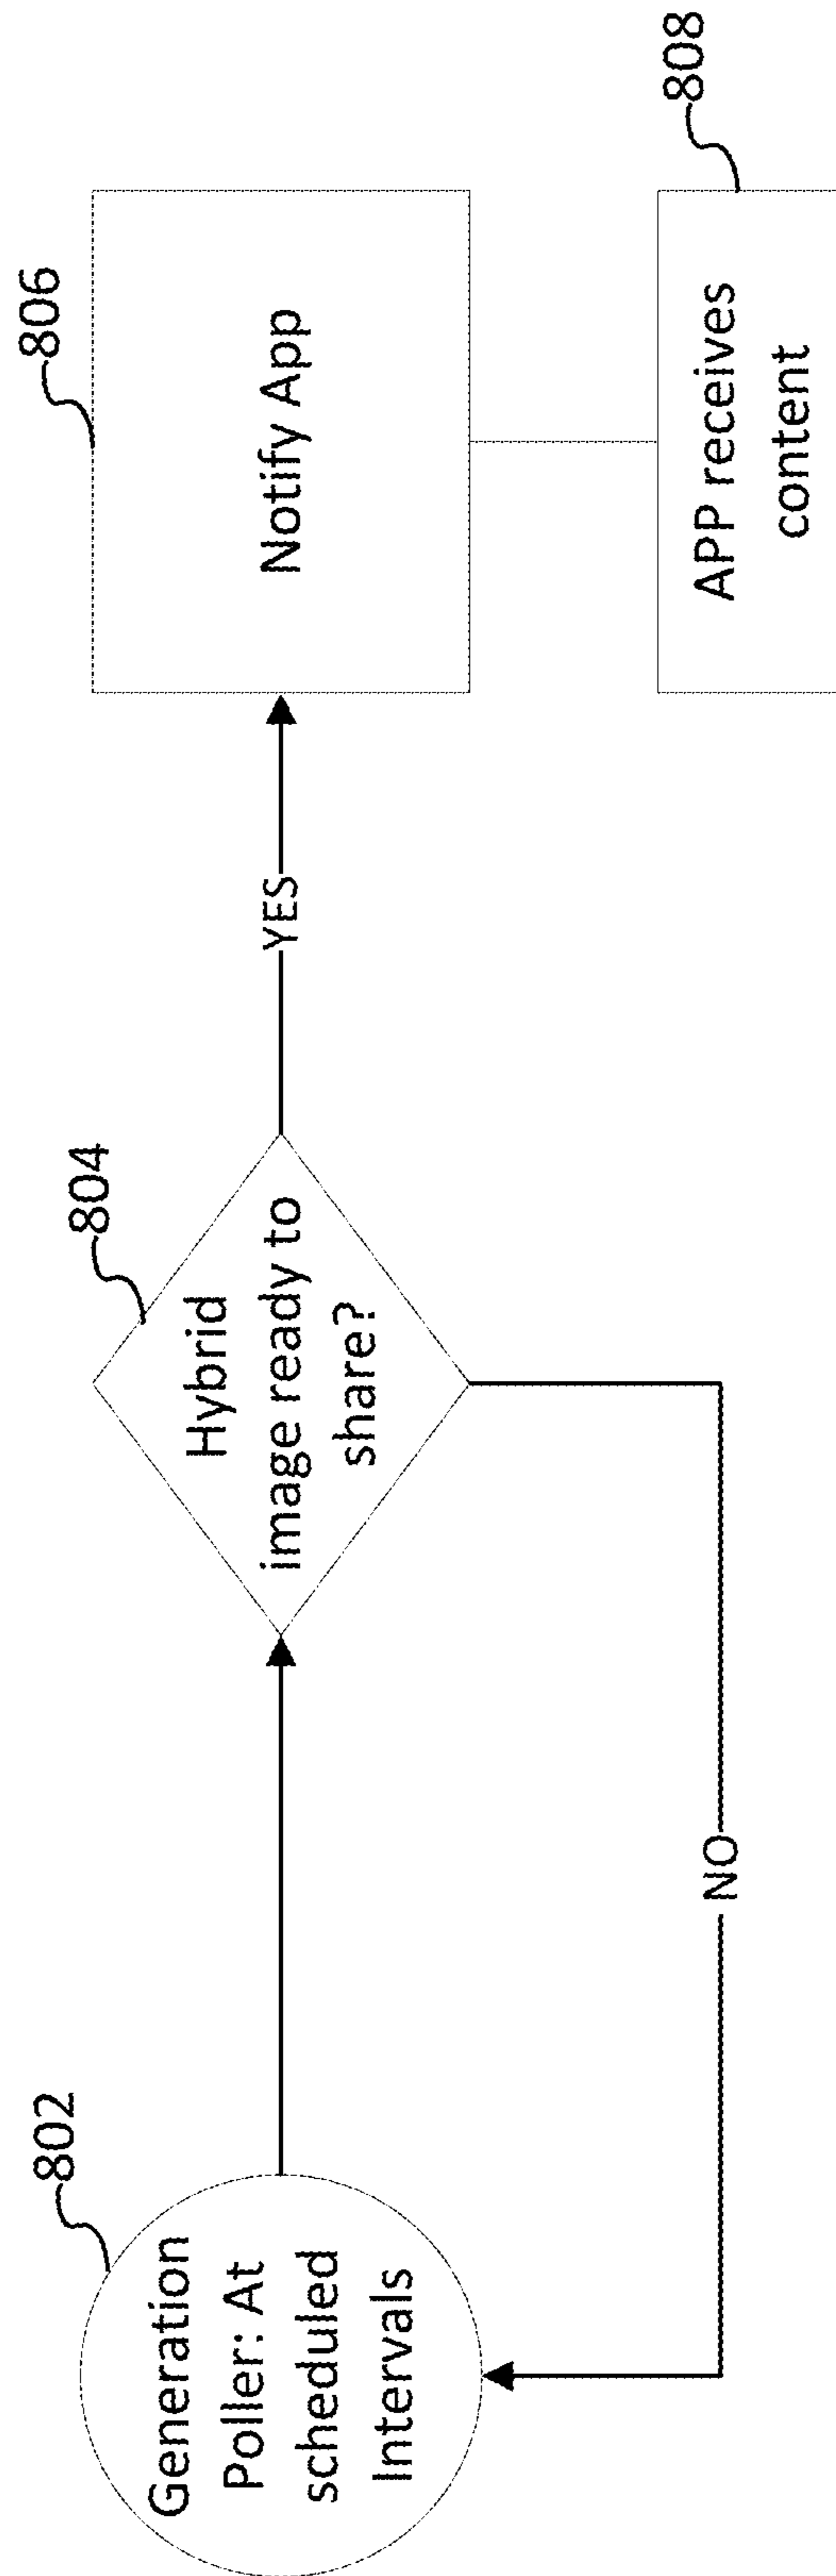 802
Generation
Poller: At
scheduled
Intervals
804
Hybrid
image ready to
share?
YES
NO
806
Notify App
808
APP receives
content